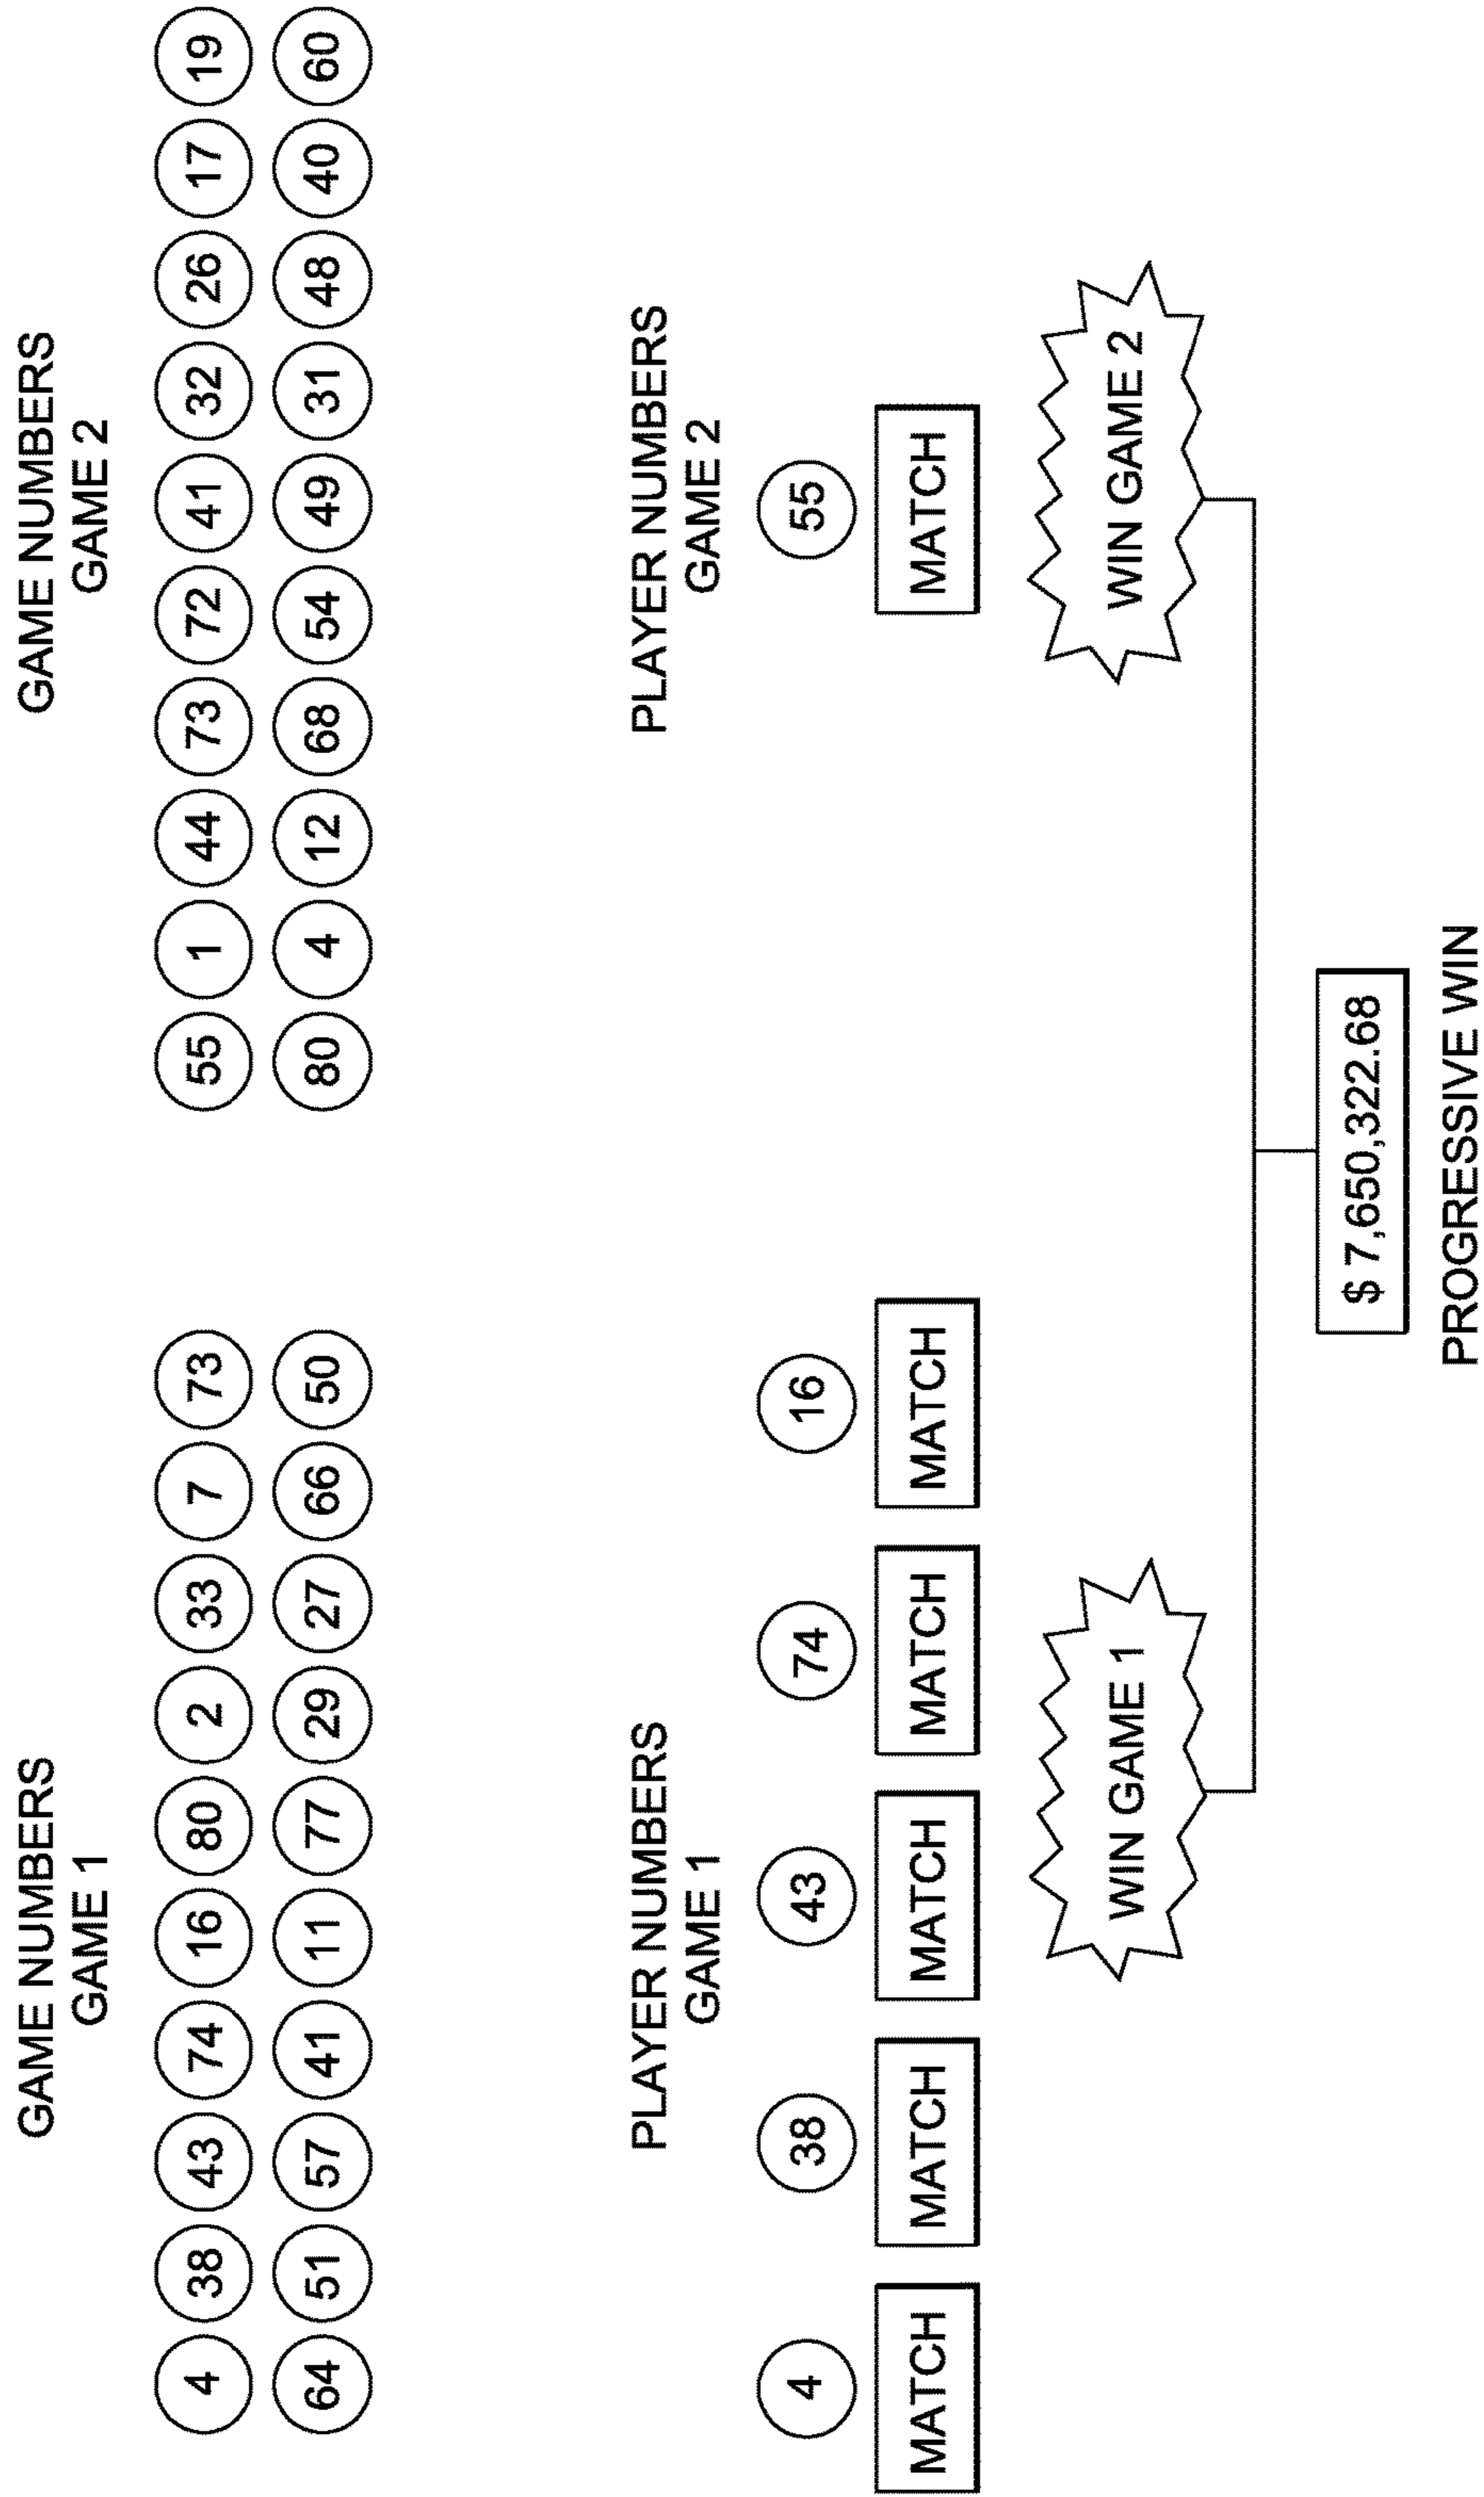 GAME NUMBERS
GAME 1
4 38 43 74 16 80 2 33 7 73
64 51 57 41 11 77 29 27 66 50
GAME NUMBERS
GAME 2
55 1 44 73 72 41 32 26 17 19
80 4 12 68 54 49 31 48 40 60
PLAYER NUMBERS
GAME 1
4 38 43 74 16
MATCH MATCH MATCH MATCH MATCH
WIN GAME 1
PLAYER NUMBERS
GAME 2
55
MATCH
WIN GAME 2
$ 7,650,322.68
PROGRESSIVE WIN